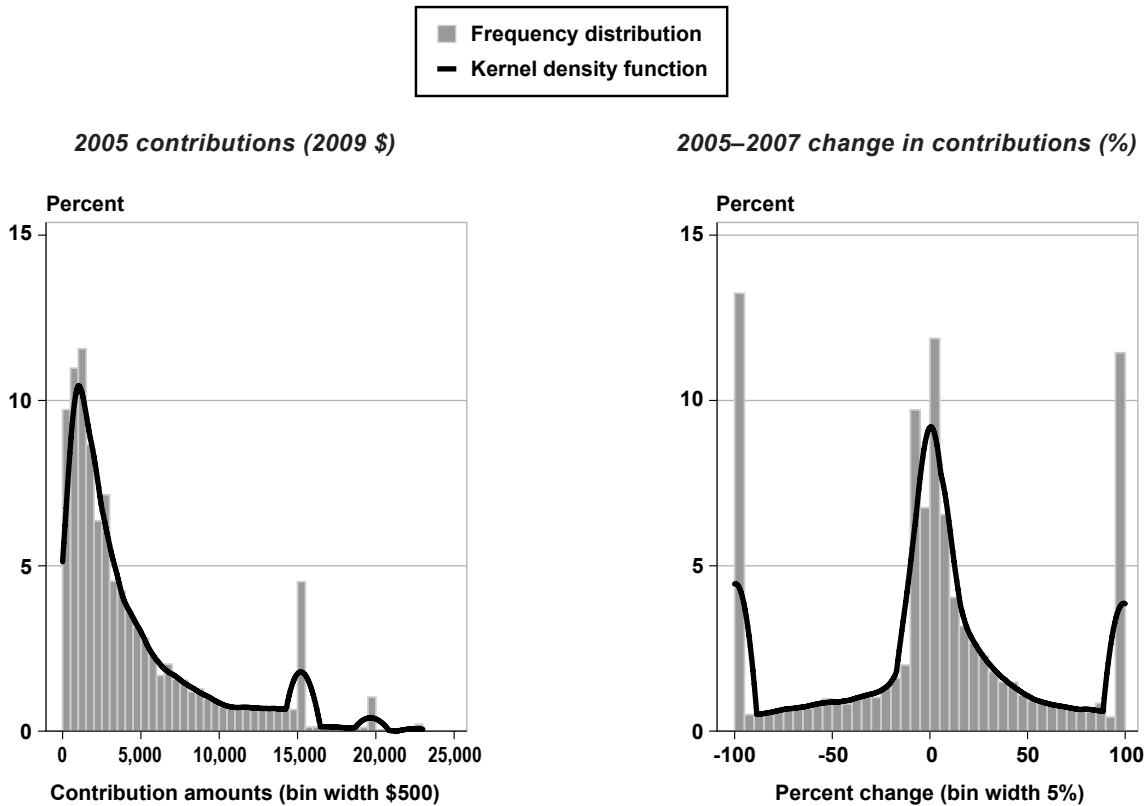 Frequency distribution
Kernel density function
2005 contributions (2009 $)
Percent
15
10
5
0
0 5,000 10,000 15,000 20,000 25,000
Contribution amounts (bin width $500)
2005–2007 change in contributions (%)
Percent
15
10
5
0
-100 -50 0 50 100
Percent change (bin width 5%)